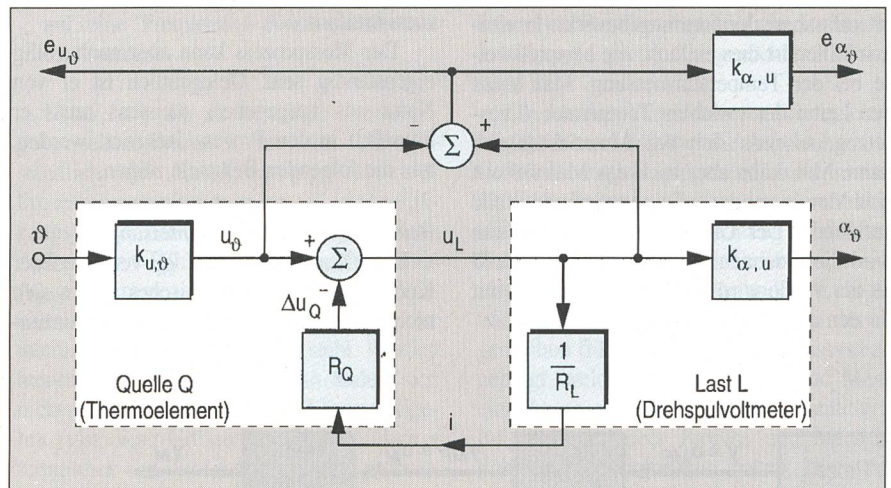 e_{u_ϑ}
e_{α_ϑ}
k_{α,u}
Σ
+
-
ϑ
k_{u,ϑ}
u_ϑ
+
Σ
u_L
k_{α,u}
α_ϑ
Δu_Q
-
R_Q
1
R_L
Quelle Q
(Thermoelement)
Last L
(Drehspulvoltmeter)
i